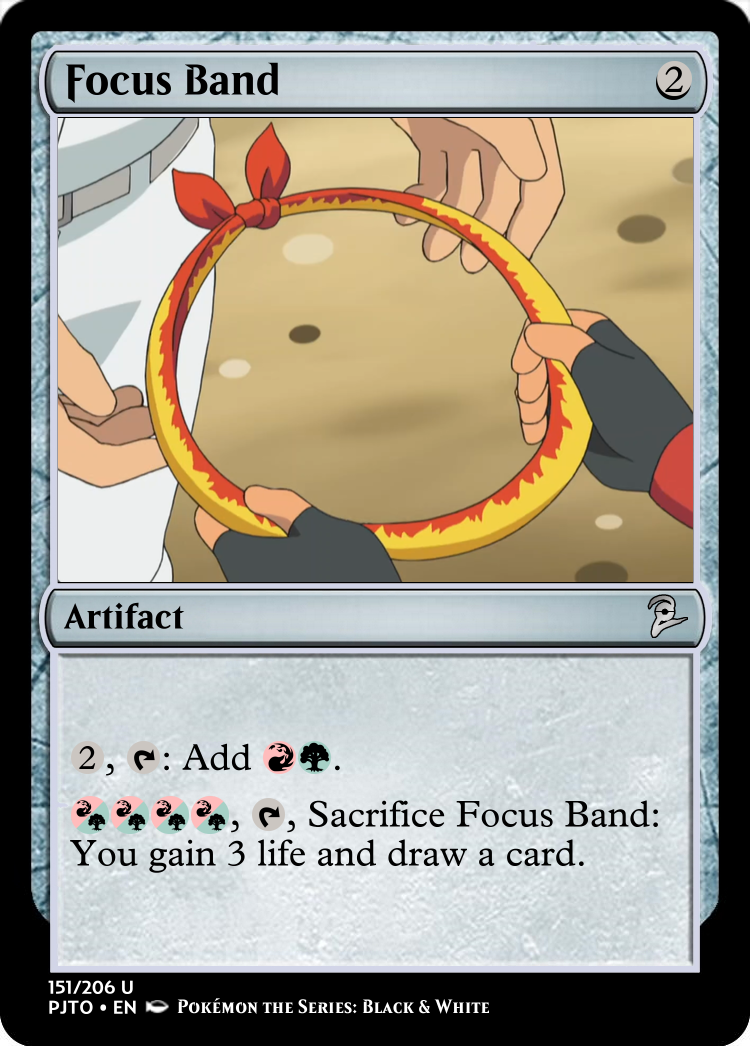 Focus Band 2
Artifact
2, : Add .
, , Sacrifice Focus Band:
You gain 3 life and draw a card.
151/206 U
PJTO • EN Pokémon the Series: Black & White